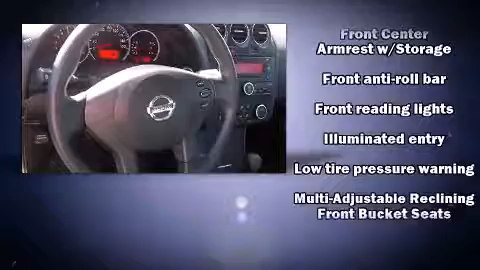 Front Center
Armrest w/Storage
Front anti-roll bar
Front reading lights
Illuminated entry
Low tire pressure warning
Multi-Adjustable Reclining
Front Bucket Seats